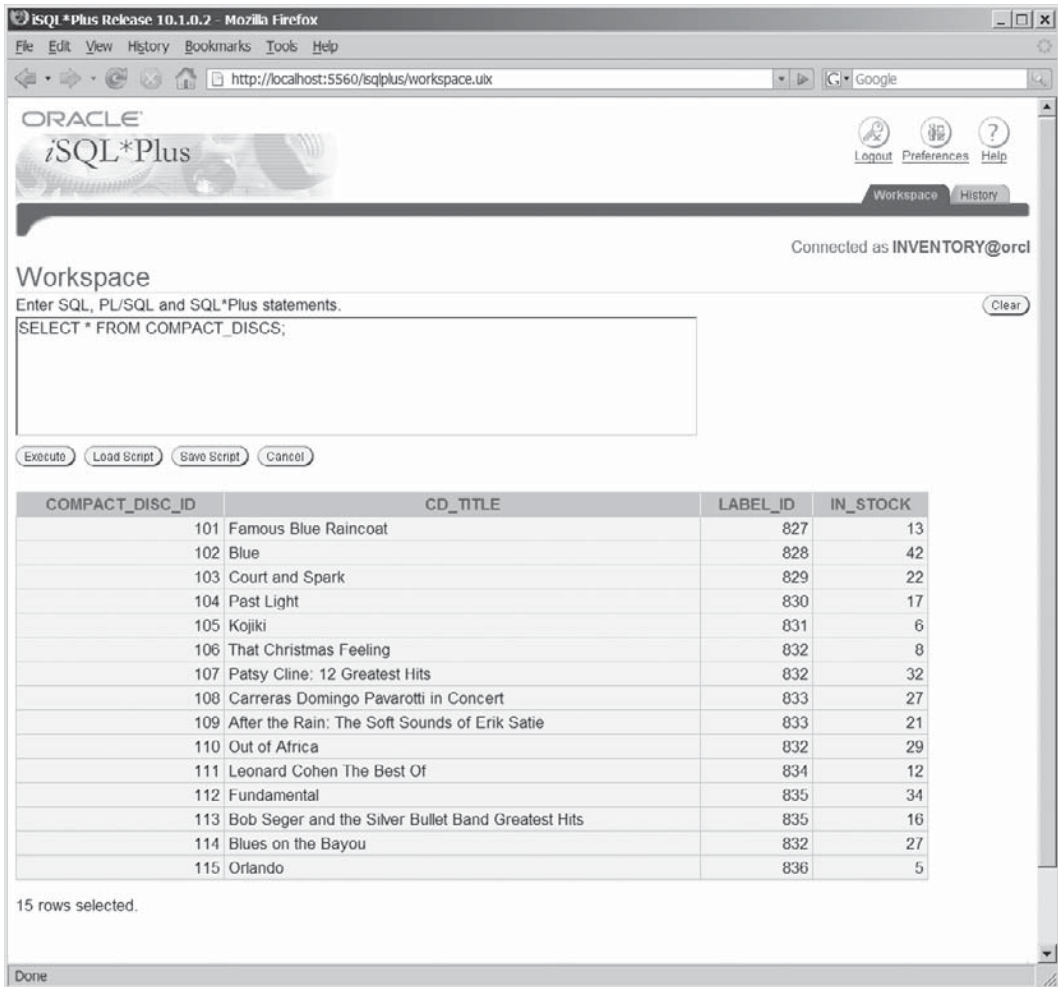 iSQL*Plus Release 10.1.0.2 - Mozilla Firefox
File Edit View History Bookmarks Tools Help
http://localhost:5560/isqlplus/workspace.uix
G Google
ORACLE
iSQL*Plus
Logout Preferences Help
Workspace History
Connected as INVENTORY@orcl
Workspace
Enter SQL, PL/SQL and SQL*Plus statements.
Clear
SELECT * FROM COMPACT_DISCS;
Execute Load Script Save Script Cancel
COMPACT_DISC_ID CD_TITLE LABEL_ID IN_STOCK
101 Famous Blue Raincoat 827 13
102 Blue 828 42
103 Court and Spark 829 22
104 Past Light 830 17
105 Kojiki 831 6
106 That Christmas Feeling 832 8
107 Patsy Cline: 12 Greatest Hits 832 32
108 Carreras Domingo Pavarotti in Concert 833 27
109 After the Rain: The Soft Sounds of Erik Satie 833 21
110 Out of Africa 832 29
111 Leonard Cohen The Best Of 834 12
112 Fundamental 835 34
113 Bob Seger and the Silver Bullet Band Greatest Hits 835 16
114 Blues on the Bayou 832 27
115 Orlando 836 5
15 rows selected.
Done